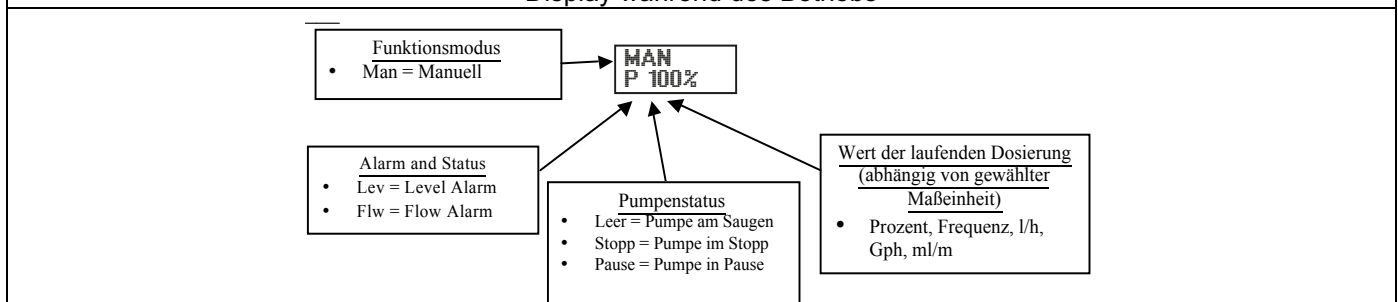 Display während des Betriebs
Funktionsmodus
• Man = Manuell
MAN
P 100%
Alarm and Status
• Lev = Level Alarm
• Flw = Flow Alarm
Pumpenstatus
• Leer = Pumpe am Saugen
• Stopp = Pumpe im Stopp
• Pause = Pumpe in Pause
Wert der laufenden Dosierung
(abhängig von gewählter
Maßeinheit)
• Prozent, Frequenz, l/h,
Gph, ml/m